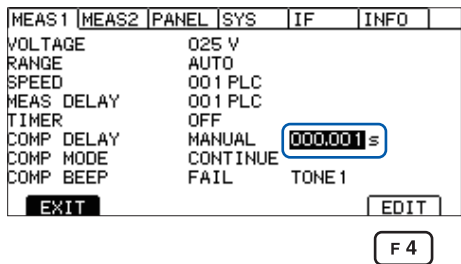 MEAS1 MEAS2 PANEL SYS IF INFO
VOLTAGE 025 V
RANGE AUTO
SPEED 001 PLC
MEAS DELAY 001 PLC
TIMER OFF
COMP DELAY MANUAL 000.001 s
COMP MODE CONTINUE
COMP BEEP FAIL TONE1
EXIT EDIT
F4